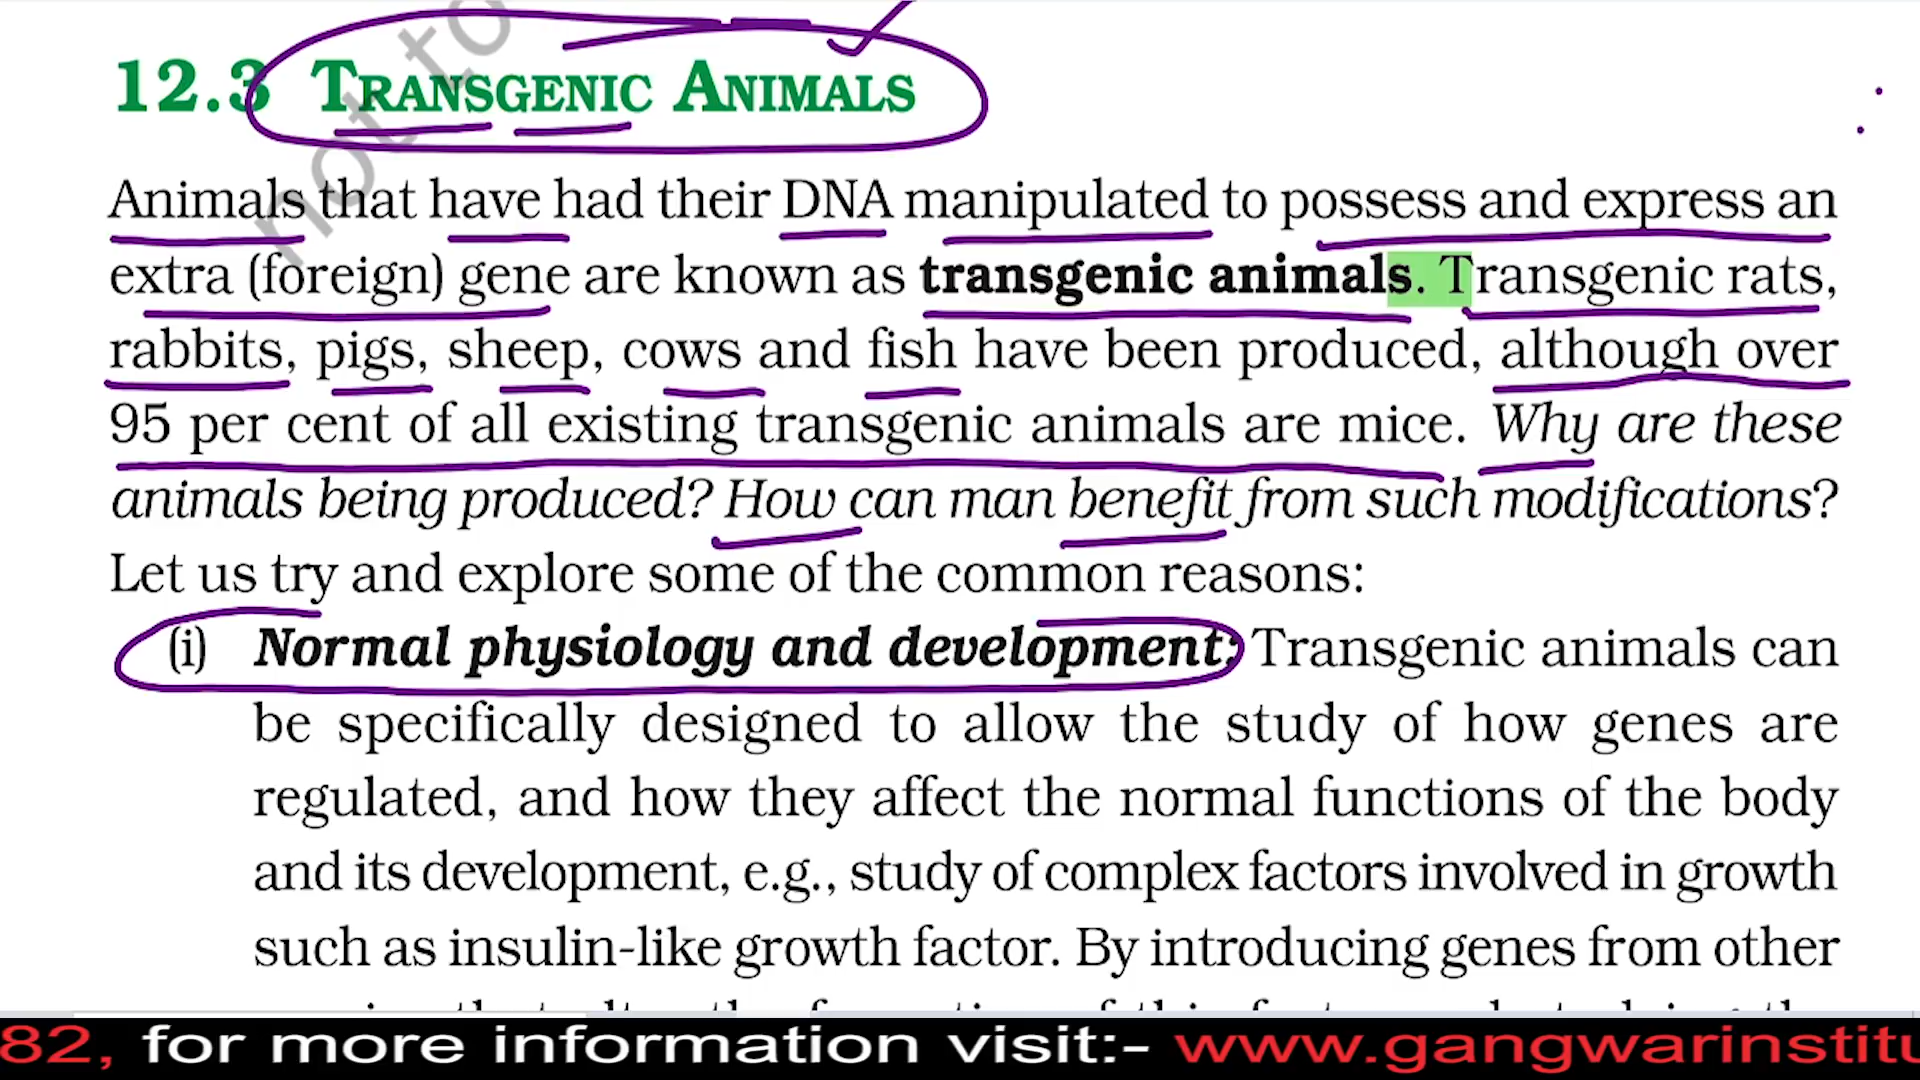 12.3 TRANSGENIC ANIMALS
not to
Animals that have had their DNA manipulated to possess and express an
extra (foreign) gene are known as transgenic animals. Transgenic rats,
rabbits, pigs, sheep, cows and fish have been produced, although over
95 per cent of all existing transgenic animals are mice. Why are these
animals being produced? How can man benefit from such modifications?
Let us try and explore some of the common reasons:
(i) Normal physiology and development: Transgenic animals can
be specifically designed to allow the study of how genes are
regulated, and how they affect the normal functions of the body
and its development, e.g., study of complex factors involved in growth
such as insulin-like growth factor. By introducing genes from other
82, for more information visit:- www.gangwarinstitu